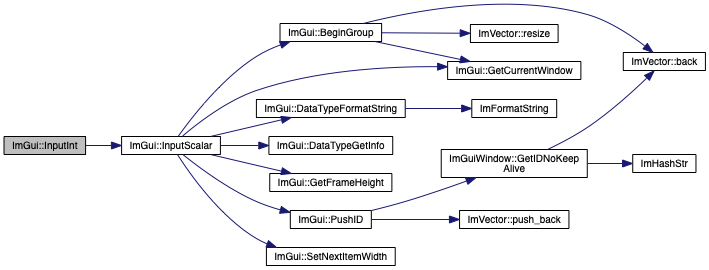 ImGui::InputInt
ImGui::InputScalar
ImGui::BeginGroup
ImGui::GetCurrentWindow
ImGui::DataTypeFormatString
ImGui::DataTypeGetInfo
ImGui::GetFrameHeight
ImGui::PushID
ImGui::SetNextItemWidth
ImVector::resize
ImFormatString
ImGuiWindow::GetIDNoKeep
Alive
ImVector::push_back
ImVector::back
ImHashStr